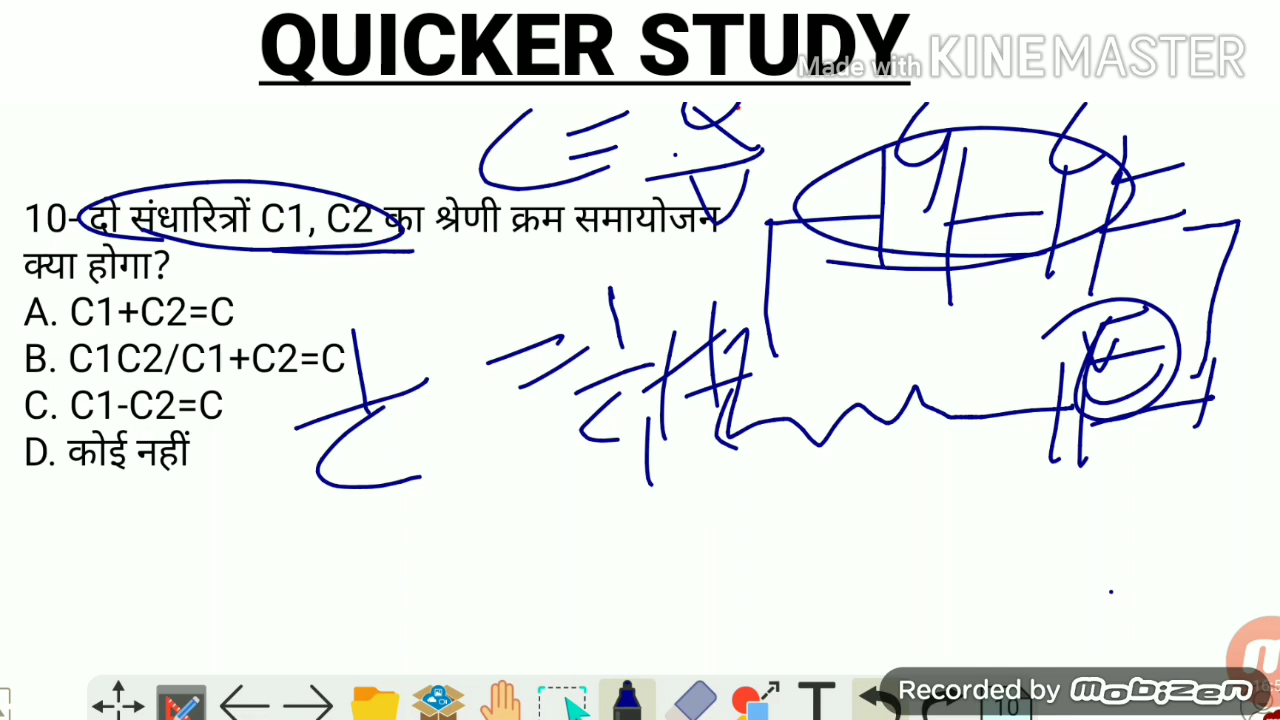 QUICKER STUDY
Made with KINEMASTER
C = Q/V
10- दो संधारित्रों C1, C2 का श्रेणी क्रम समायोजन
क्या होगा?
A. C1+C2=C
B. C1C2/C1+C2=C
C. C1-C2=C
D. कोई नहीं
Recorded by MOBIZEN
10